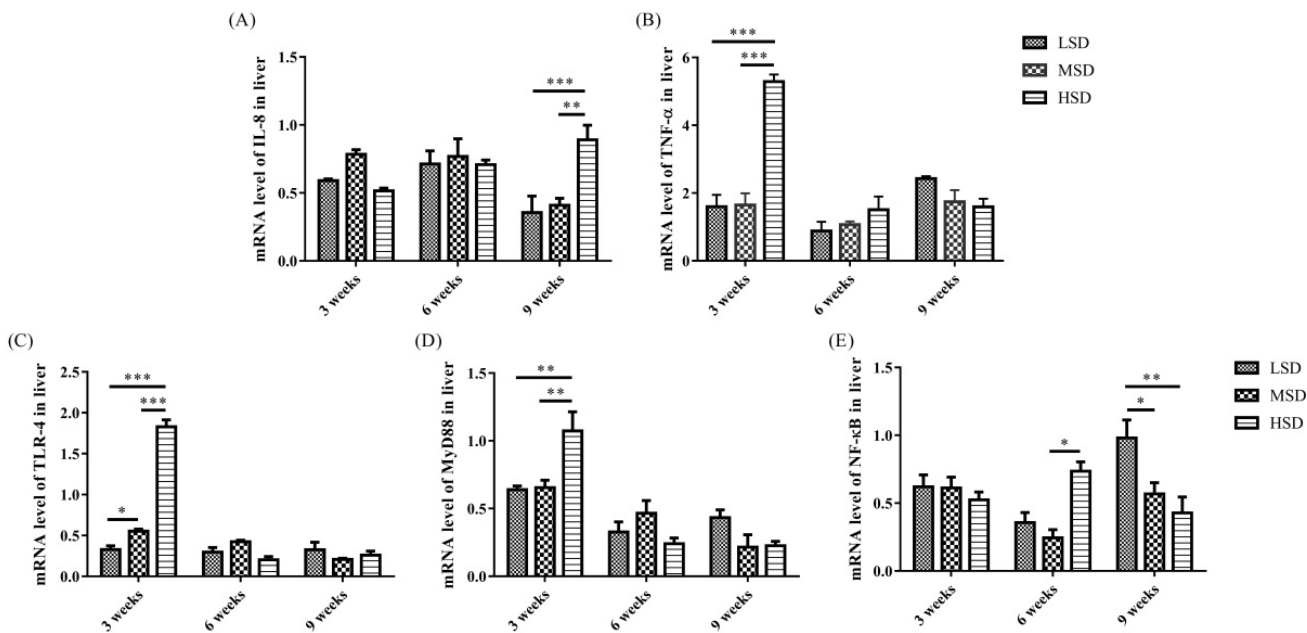 (A)
mRNA level of IL-8 in liver
1.5
1.0
0.5
0.0
***
**
3 weeks
6 weeks
9 weeks
(B)
mRNA level of TNF-α in liver
6
4
2
0
***
***
3 weeks
6 weeks
9 weeks
LSD
MSD
HSD
(C)
mRNA level of TLR-4 in liver
2.5
2.0
1.5
1.0
0.5
0.0
***
***
*
3 weeks
6 weeks
9 weeks
(D)
mRNA level of MyD88 in liver
1.5
1.0
0.5
0.0
**
**
3 weeks
6 weeks
9 weeks
(E)
mRNA level of NF-κB in liver
1.5
1.0
0.5
0.0
*
**
*
3 weeks
6 weeks
9 weeks
LSD
MSD
HSD